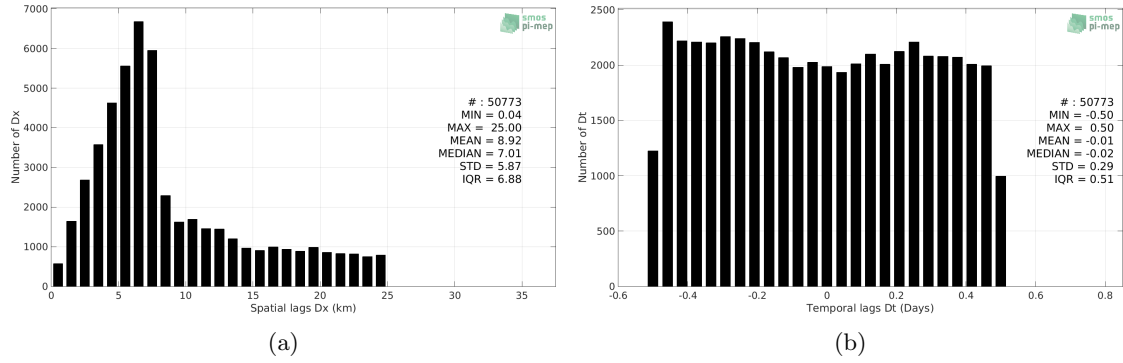 7000
6000
5000
4000
3000
2000
1000
0
Number of Dx
smos
pi-mep
# : 50773
MIN = 0.04
MAX = 25.00
MEAN = 8.92
MEDIAN = 7.01
STD = 5.87
IQR = 6.88
0 5 10 15 20 25 30 35
Spatial lags Dx (km)
(a)
2500
2000
1500
1000
500
0
Number of Dt
smos
pi-mep
# : 50773
MIN = -0.50
MAX = 0.50
MEAN = -0.01
MEDIAN = -0.02
STD = 0.29
IQR = 0.51
-0.6 -0.4 -0.2 0 0.2 0.4 0.6 0.8
Temporal lags Dt (Days)
(b)